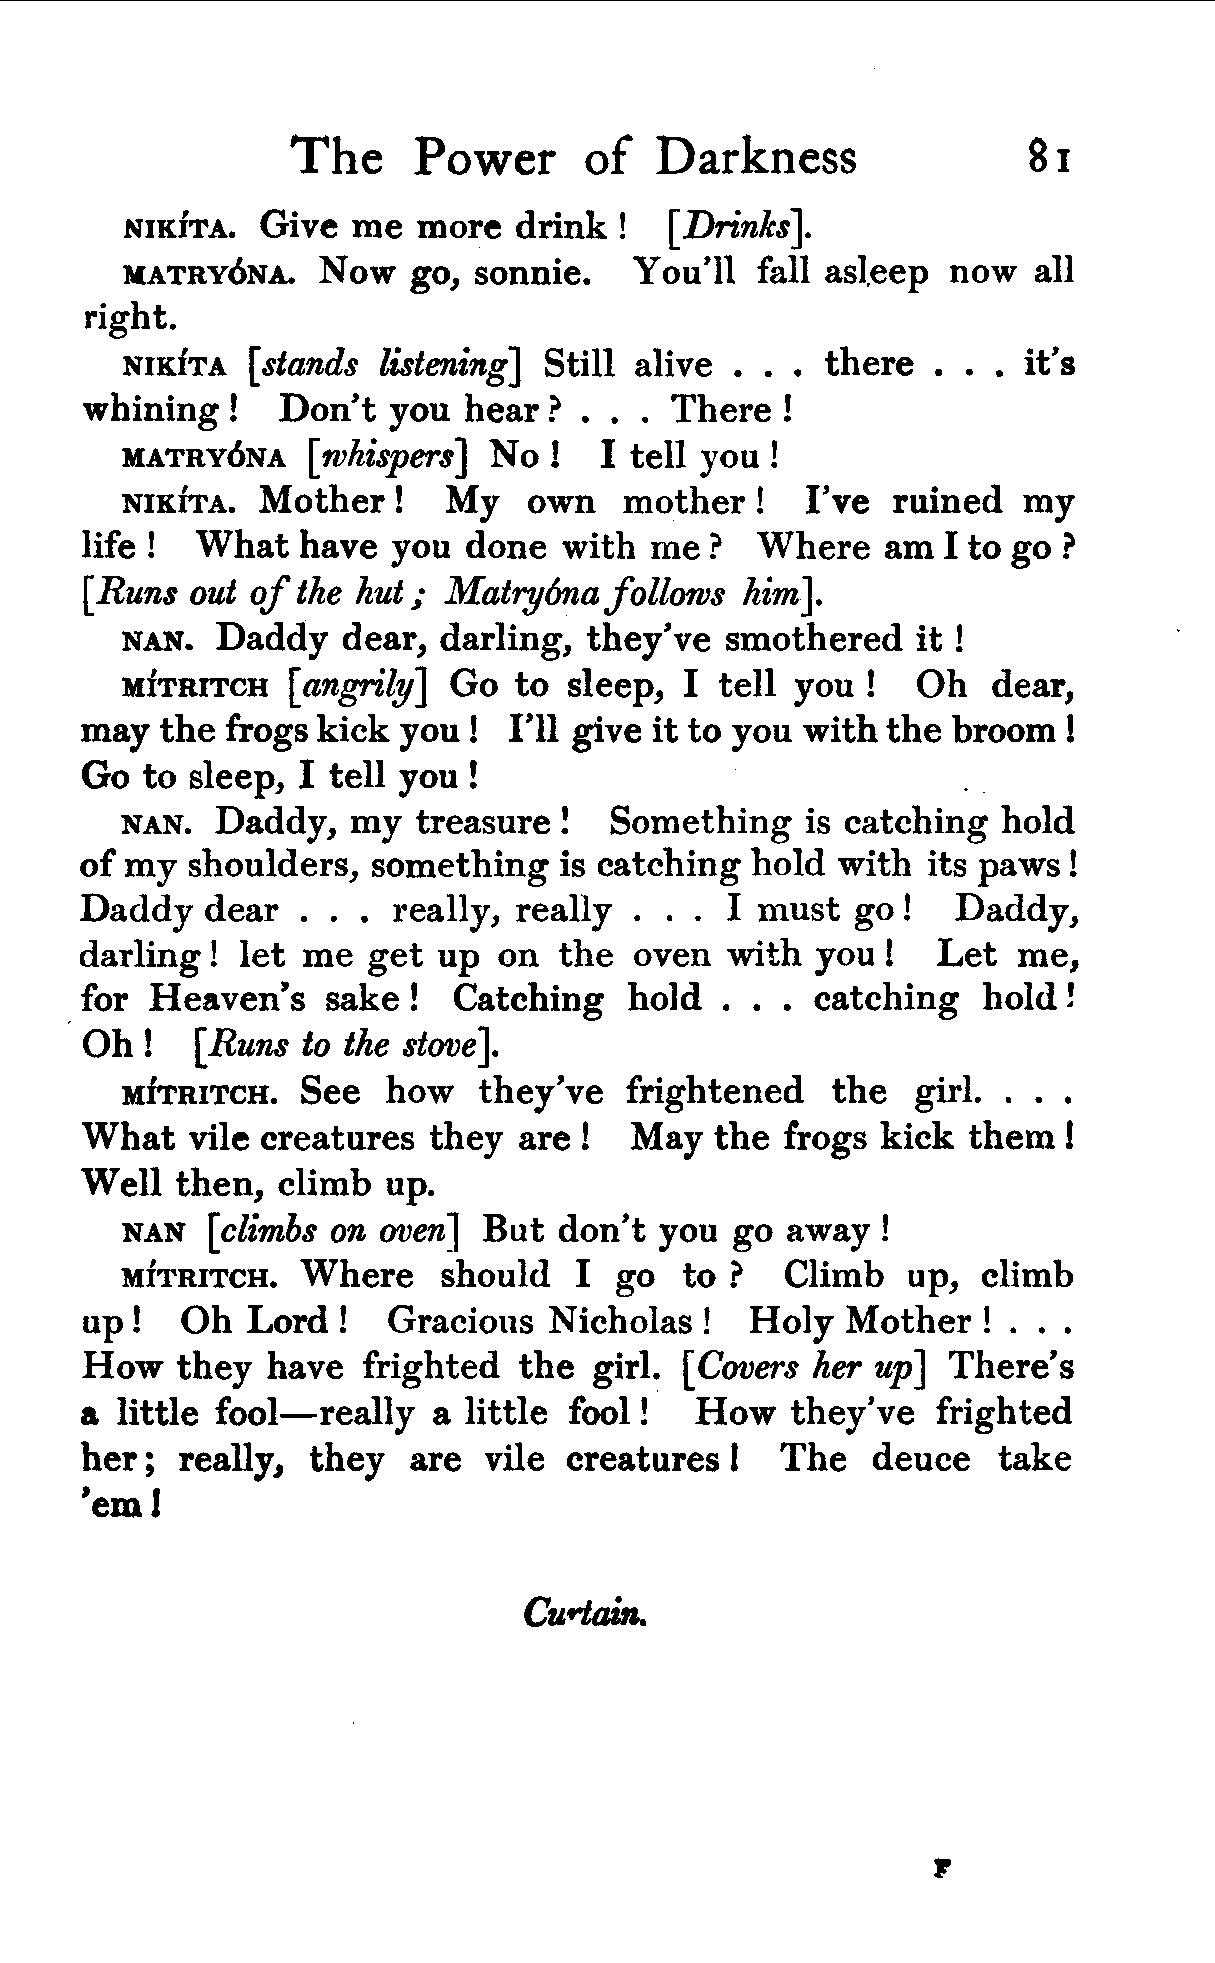 The Power of Darkness 81
NIKÍTA. Give me more drink! [Drinks].
MATRYÓNA. Now go, sonnie. You'll fall asleep now all
right.
NIKÍTA [stands listening] Still alive . . . there . . . it's
whining! Don't you hear? . . . There!
MATRYÓNA [whispers] No! I tell you!
NIKÍTA. Mother! My own mother! I've ruined my
life! What have you done with me? Where am I to go?
[Runs out of the hut; Matryóna follows him].
NAN. Daddy dear, darling, they've smothered it!
MÍTRITCH [angrily] Go to sleep, I tell you! Oh dear,
may the frogs kick you! I'll give it to you with the broom!
Go to sleep, I tell you!
NAN. Daddy, my treasure! Something is catching hold
of my shoulders, something is catching hold with its paws!
Daddy dear . . . really, really . . . I must go! Daddy,
darling! let me get up on the oven with you! Let me,
for Heaven's sake! Catching hold . . . catching hold!
Oh! [Runs to the stove].
MÍTRITCH. See how they've frightened the girl. . . .
What vile creatures they are! May the frogs kick them!
Well then, climb up.
NAN [climbs on oven] But don't you go away!
MÍTRITCH. Where should I go to? Climb up, climb
up! Oh Lord! Gracious Nicholas! Holy Mother! . . .
How they have frighted the girl. [Covers her up] There's
a little fool—really a little fool! How they've frighted
her; really, they are vile creatures! The deuce take
'em!
Curtain.
F